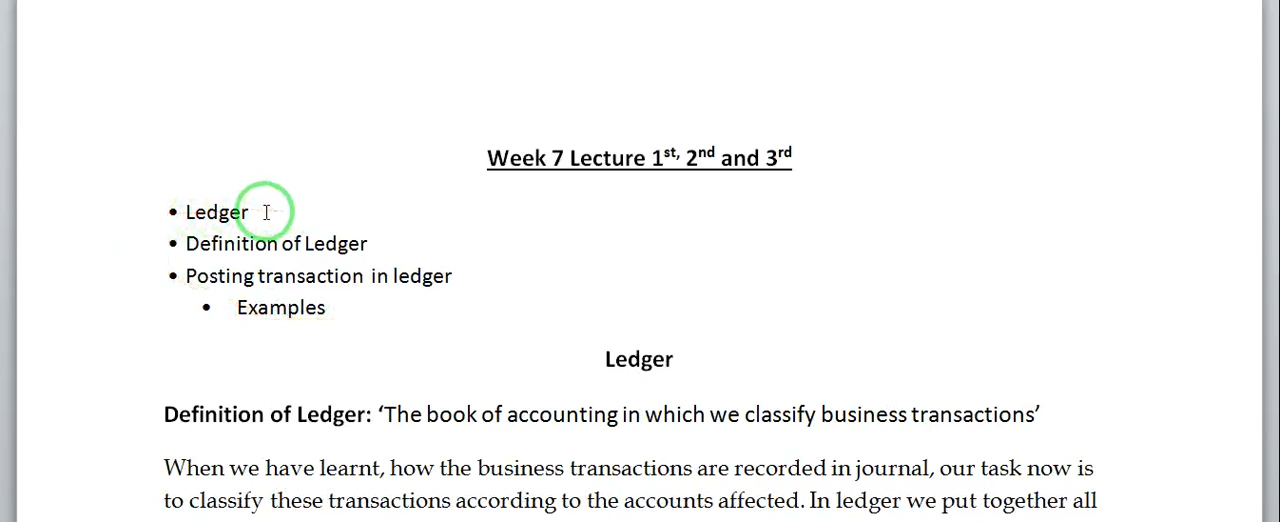 Week 7 Lecture 1st, 2nd and 3rd
• Ledger
• Definition of Ledger
• Posting transaction in ledger
• Examples
Ledger
Definition of Ledger: ‘The book of accounting in which we classify business transactions’
When we have learnt, how the business transactions are recorded in journal, our task now is
to classify these transactions according to the accounts affected. In ledger we put together all